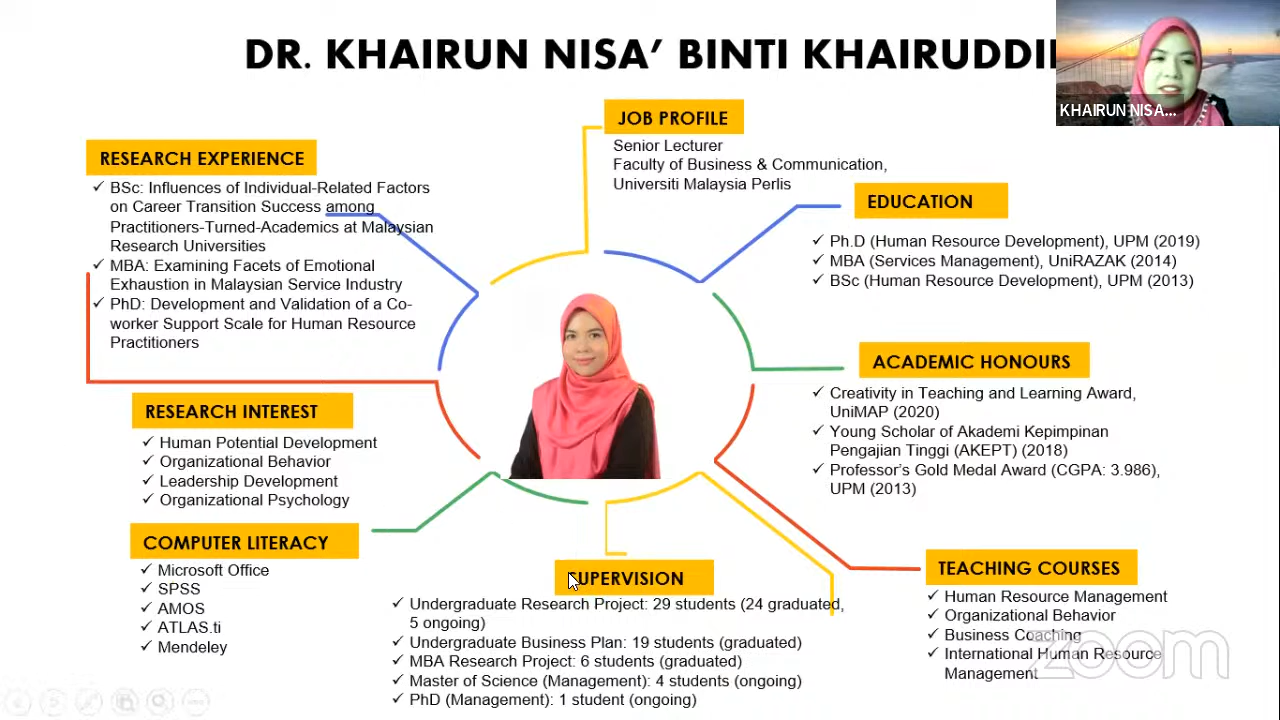 DR. KHAIRUN NISA’ BINTI KHAIRUDDI
KHAIRUN NISA...
JOB PROFILE
Senior Lecturer
Faculty of Business & Communication,
Universiti Malaysia Perlis
RESEARCH EXPERIENCE
✓ BSc: Influences of Individual-Related Factors
on Career Transition Success among
Practitioners-Turned-Academics at Malaysian
Research Universities
✓ MBA: Examining Facets of Emotional
Exhaustion in Malaysian Service Industry
✓ PhD: Development and Validation of a Co-
worker Support Scale for Human Resource
Practitioners
EDUCATION
✓ Ph.D (Human Resource Development), UPM (2019)
✓ MBA (Services Management), UniRAZAK (2014)
✓ BSc (Human Resource Development), UPM (2013)
ACADEMIC HONOURS
✓ Creativity in Teaching and Learning Award,
UniMAP (2020)
✓ Young Scholar of Akademi Kepimpinan
Pengajian Tinggi (AKEPT) (2018)
✓ Professor’s Gold Medal Award (CGPA: 3.986),
UPM (2013)
RESEARCH INTEREST
✓ Human Potential Development
✓ Organizational Behavior
✓ Leadership Development
✓ Organizational Psychology
COMPUTER LITERACY
✓ Microsoft Office
✓ SPSS
✓ AMOS
✓ ATLAS.ti
✓ Mendeley
SUPERVISION
✓ Undergraduate Research Project: 29 students (24 graduated,
5 ongoing)
✓ Undergraduate Business Plan: 19 students (graduated)
✓ MBA Research Project: 6 students (graduated)
✓ Master of Science (Management): 4 students (ongoing)
✓ PhD (Management): 1 student (ongoing)
TEACHING COURSES
✓ Human Resource Management
✓ Organizational Behavior
✓ Business Coaching
✓ International Human Resource
Management
zoom